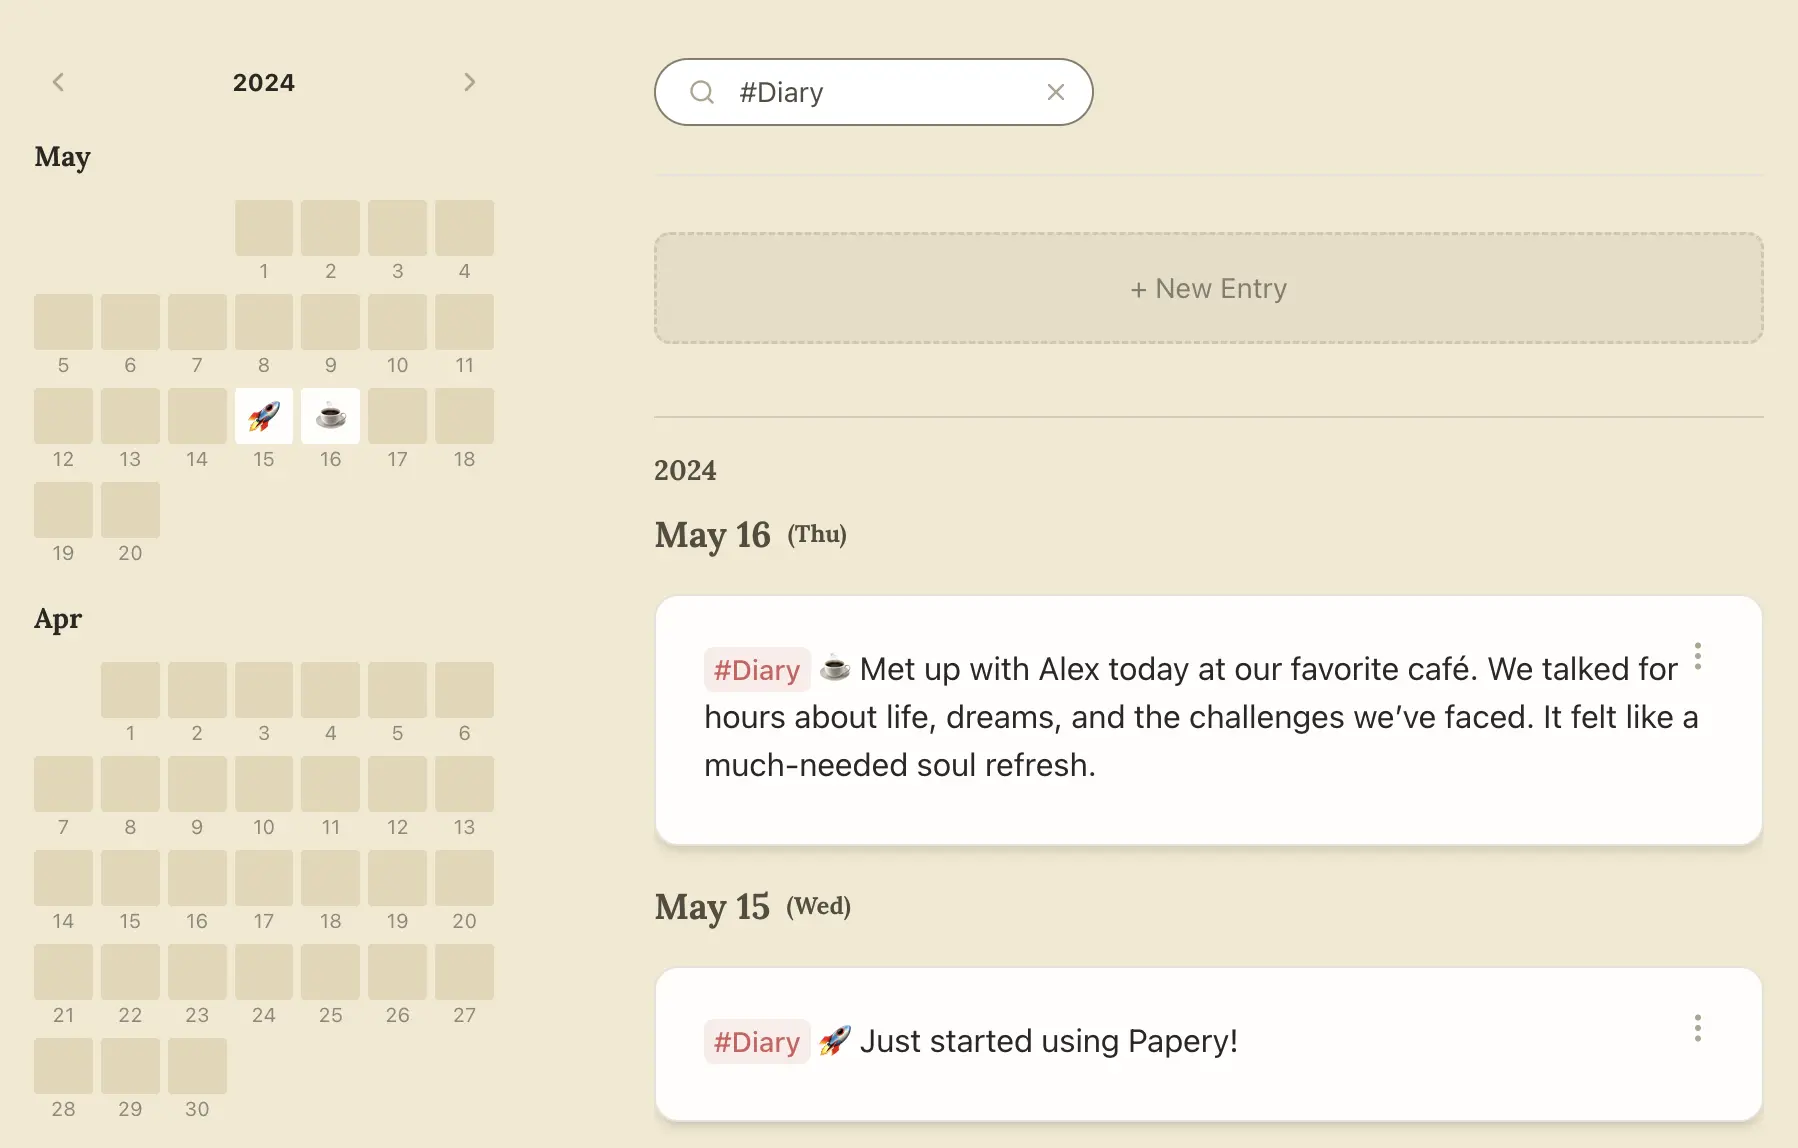 2024
May
1 2 3 4
5 6 7 8 9 10 11
🚀 ☕
12 13 14 15 16 17 18
19 20
Apr
1 2 3 4 5 6
7 8 9 10 11 12 13
14 15 16 17 18 19 20
21 22 23 24 25 26 27
28 29 30
#Diary
+ New Entry
2024
May 16 (Thu)
#Diary ☕ Met up with Alex today at our favorite café. We talked for
hours about life, dreams, and the challenges we’ve faced. It felt like a
much-needed soul refresh.
May 15 (Wed)
#Diary 🚀 Just started using Papery!